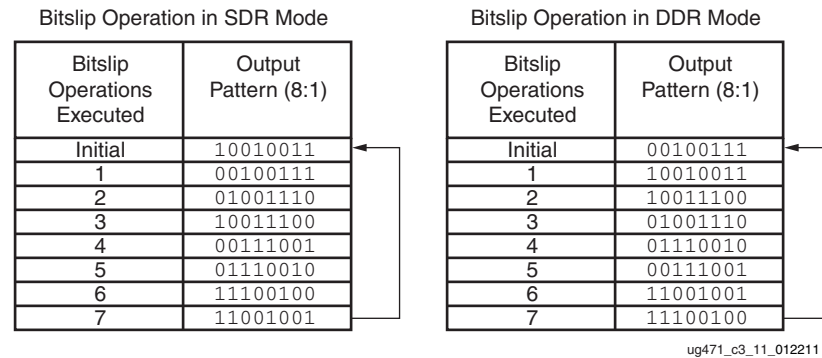 Bitslip Operation in SDR Mode
Bitslip Operations Executed | Output Pattern (8:1)
Initial | 10010011
1 | 00100111
2 | 01001110
3 | 10011100
4 | 00111001
5 | 01110010
6 | 11100100
7 | 11001001
Bitslip Operation in DDR Mode
Bitslip Operations Executed | Output Pattern (8:1)
Initial | 00100111
1 | 10010011
2 | 10011100
3 | 01001110
4 | 01110010
5 | 00111001
6 | 11001001
7 | 11100100
ug471_c3_11_012211